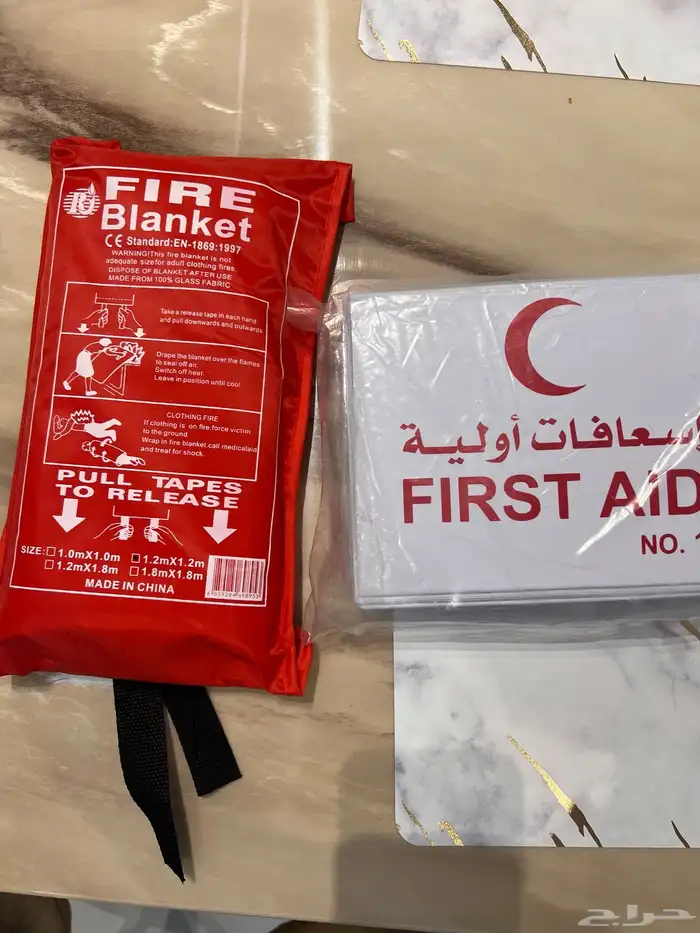 FIRE
Blanket
CE Standard:EN-1869:1997
WARNING!This fire blanket is not
adequate size for adult clothing fires.
DISPOSE OF BLANKET AFTER USE
MADE FROM 100% GLASS FABRIC
Take a release tape in each hand
and pull downwards and outwards
Drape the blanket over the flames
to seal off air.
Switch off heat.
Leave in position until cool
CLOTHING FIRE
If clothing is on fire.force victim
to the ground
Wrap in fire blanket.call medicalaid
and treat for shock.
PULL TAPES
TO RELEASE
SIZE: 1.0mX1.0m 1.2mX1.2m
1.2mX1.8m 1.8mX1.8m
MADE IN CHINA
إسعافات أولية
FIRST AID
NO. 1
حراج